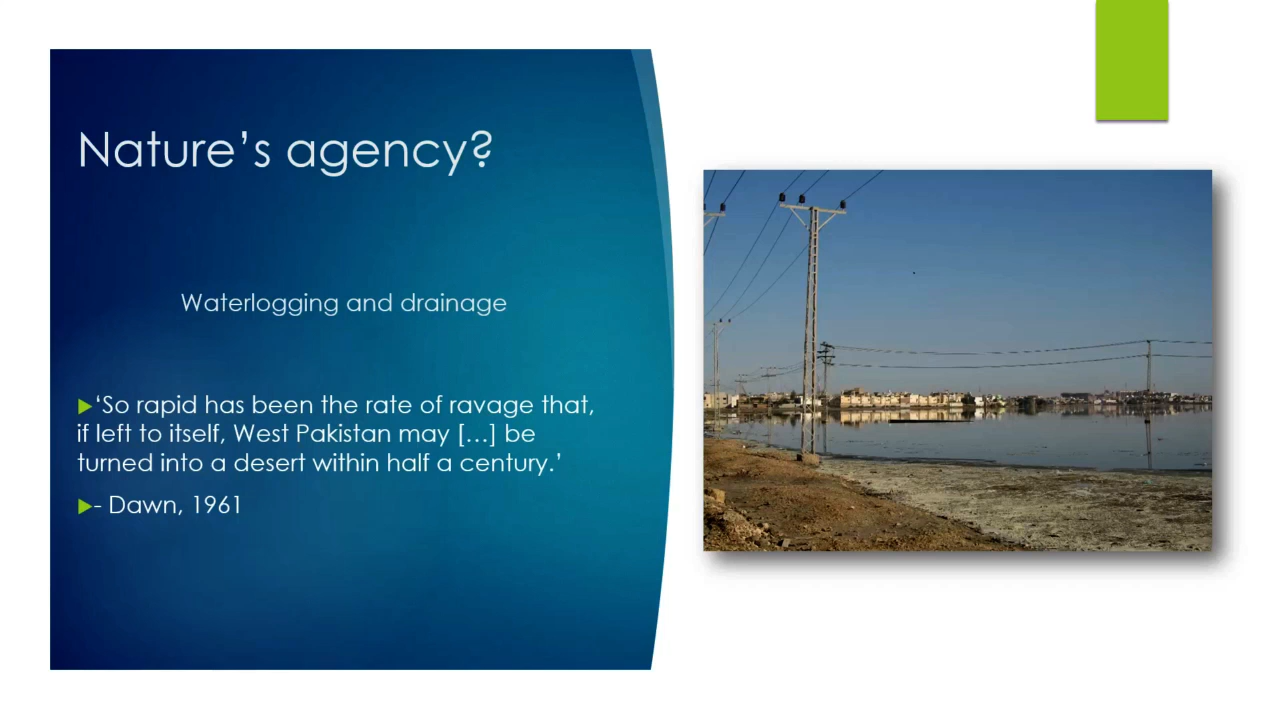 Nature’s agency?
Waterlogging and drainage
‘So rapid has been the rate of ravage that,
if left to itself, West Pakistan may […] be
turned into a desert within half a century.’
- Dawn, 1961